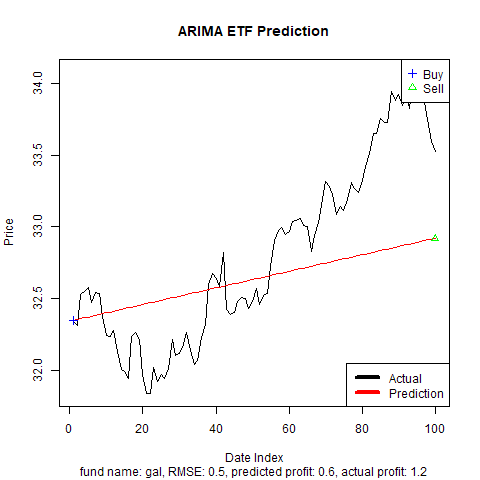 ARIMA ETF Prediction
Buy
Sell
34.0
33.5
33.0
32.5
32.0
Price
Actual
Prediction
0 20 40 60 80 100
Date Index
fund name: gal, RMSE: 0.5, predicted profit: 0.6, actual profit: 1.2